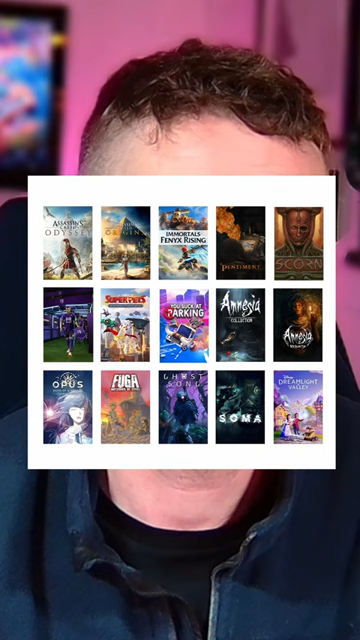 ASSASSIN'S
CREED
ODYSSEY
ORIGINS
IMMORTALS
FENYX RISING
PENTIMENT
SCORN
SUPER-PETS
YOU SUCK AT
PARKING
Amnesia
COLLECTION
Amnesia
REBIRTH
OPUS
FUGA
GHOST
SONG
SOMA
Disney
DREAMLIGHT
VALLEY